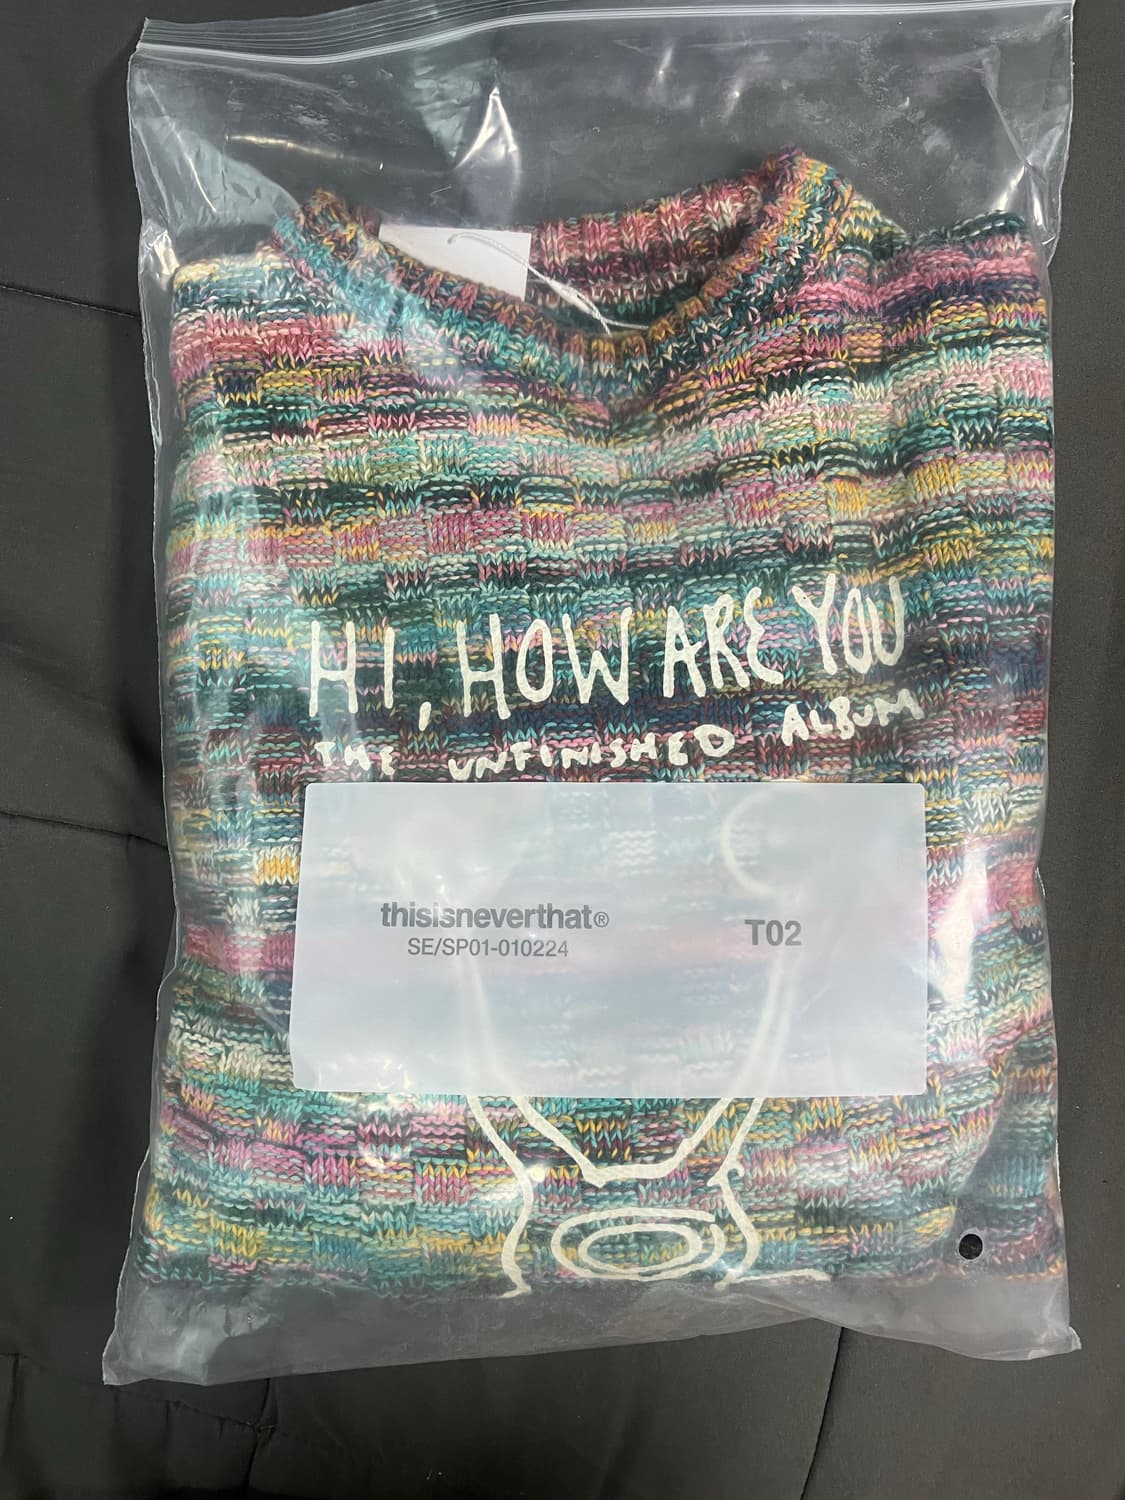 HI, HOW ARE YOU
THE UNFINISHED ALBUM
thisisneverthat®
SE/SP01-010224
T02